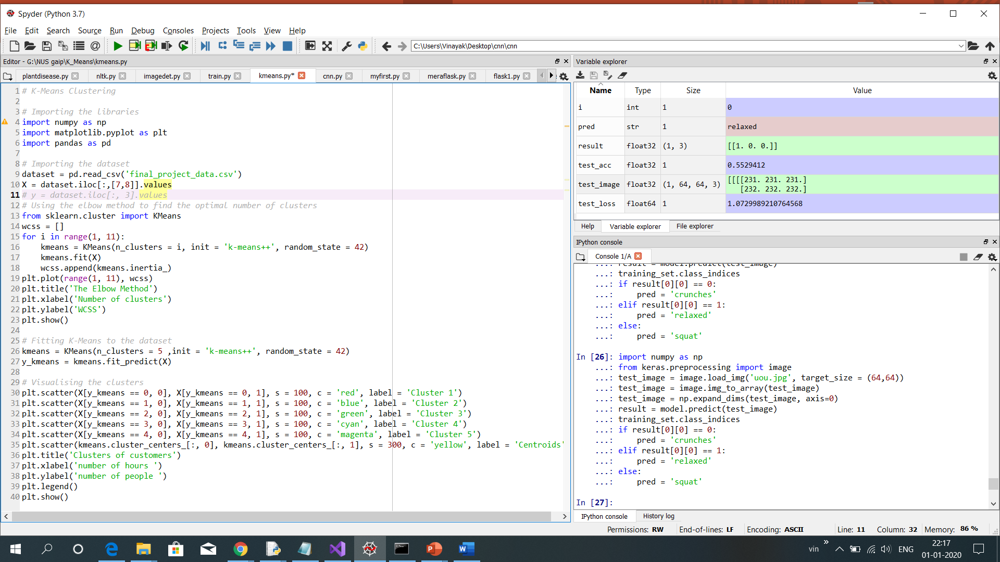 Spyder (Python 3.7)
File Edit Search Source Run Debug Consoles Projects Tools View Help
C:\Users\Vinayak\Desktop\cnn\cnn
Editor - G:\NUS gaip\K_Means\kmeans.py
plantdisease.py nltk.py imagedet.py train.py kmeans.py* cnn.py myfirst.py meraflask.py flask1.py
1 # K-Means Clustering
2
3 # Importing the libraries
4 import numpy as np
5 import matplotlib.pyplot as plt
6 import pandas as pd
7
8 # Importing the dataset
9 dataset = pd.read_csv('final_project_data.csv')
10 X = dataset.iloc[:,[7,8]].values
11 # y = dataset.iloc[:, 3].values
12 # Using the elbow method to find the optimal number of clusters
13 from sklearn.cluster import KMeans
14 wcss = []
15 for i in range(1, 11):
16     kmeans = KMeans(n_clusters = i, init = 'k-means++', random_state = 42)
17     kmeans.fit(X)
18     wcss.append(kmeans.inertia_)
19 plt.plot(range(1, 11), wcss)
20 plt.title('The Elbow Method')
21 plt.xlabel('Number of clusters')
22 plt.ylabel('WCSS')
23 plt.show()
24
25 # Fitting K-Means to the dataset
26 kmeans = KMeans(n_clusters = 5 ,init = 'k-means++', random_state = 42)
27 y_kmeans = kmeans.fit_predict(X)
28
29 # Visualising the clusters
30 plt.scatter(X[y_kmeans == 0, 0], X[y_kmeans == 0, 1], s = 100, c = 'red', label = 'Cluster 1')
31 plt.scatter(X[y_kmeans == 1, 0], X[y_kmeans == 1, 1], s = 100, c = 'blue', label = 'Cluster 2')
32 plt.scatter(X[y_kmeans == 2, 0], X[y_kmeans == 2, 1], s = 100, c = 'green', label = 'Cluster 3')
33 plt.scatter(X[y_kmeans == 3, 0], X[y_kmeans == 3, 1], s = 100, c = 'cyan', label = 'Cluster 4')
34 plt.scatter(X[y_kmeans == 4, 0], X[y_kmeans == 4, 1], s = 100, c = 'magenta', label = 'Cluster 5')
35 plt.scatter(kmeans.cluster_centers_[:, 0], kmeans.cluster_centers_[:, 1], s = 300, c = 'yellow', label = 'Centroids'
36 plt.title('Clusters of customers')
37 plt.xlabel('number of hours ')
38 plt.ylabel('number of people ')
39 plt.legend()
40 plt.show()
Variable explorer
Name Type Size Value
i int 1 0
pred str 1 relaxed
result float32 (1, 3) [[1. 0. 0.]]
test_acc float32 1 0.5529412
test_image float32 (1, 64, 64, 3) [[[[231. 231. 231.]
[232. 232. 232.]
test_loss float64 1 1.0729989210764568
Help Variable explorer File explorer
IPython console
Console 1/A
...: result = model.predict(test_image)
...: training_set.class_indices
...: if result[0][0] == 0:
...:     pred = 'crunches'
...: elif result[0][0] == 1:
...:     pred = 'relaxed'
...: else:
...:     pred = 'squat'
In [26]: import numpy as np
...: from keras.preprocessing import image
...: test_image = image.load_img('uou.jpg', target_size = (64,64))
...: test_image = image.img_to_array(test_image)
...: test_image = np.expand_dims(test_image, axis=0)
...: result = model.predict(test_image)
...: training_set.class_indices
...: if result[0][0] == 0:
...:     pred = 'crunches'
...: elif result[0][0] == 1:
...:     pred = 'relaxed'
...: else:
...:     pred = 'squat'
In [27]:
IPython console History log
Permissions: RW End-of-lines: LF Encoding: ASCII Line: 11 Column: 32 Memory: 86 %
vin ENG 22:17
01-01-2020